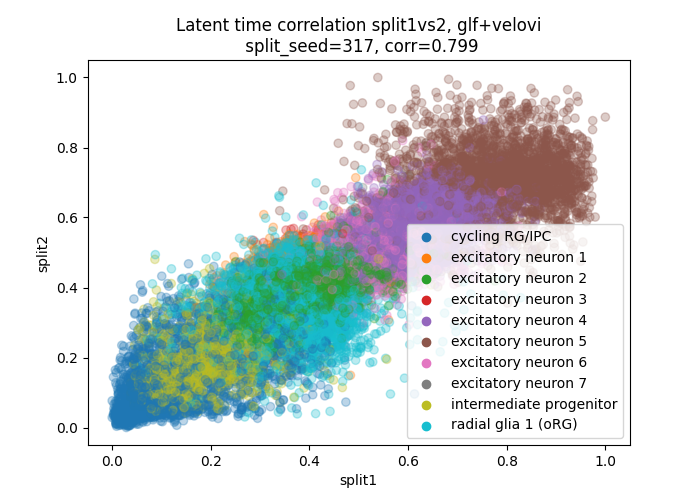 Latent time correlation split1vs2, glf+velovi
split_seed=317, corr=0.799
1.0
0.8
0.6
0.4
0.2
0.0
split2
cycling RG/IPC
excitatory neuron 1
excitatory neuron 2
excitatory neuron 3
excitatory neuron 4
excitatory neuron 5
excitatory neuron 6
excitatory neuron 7
intermediate progenitor
radial glia 1 (oRG)
0.0 0.2 0.4 0.6 0.8 1.0
split1